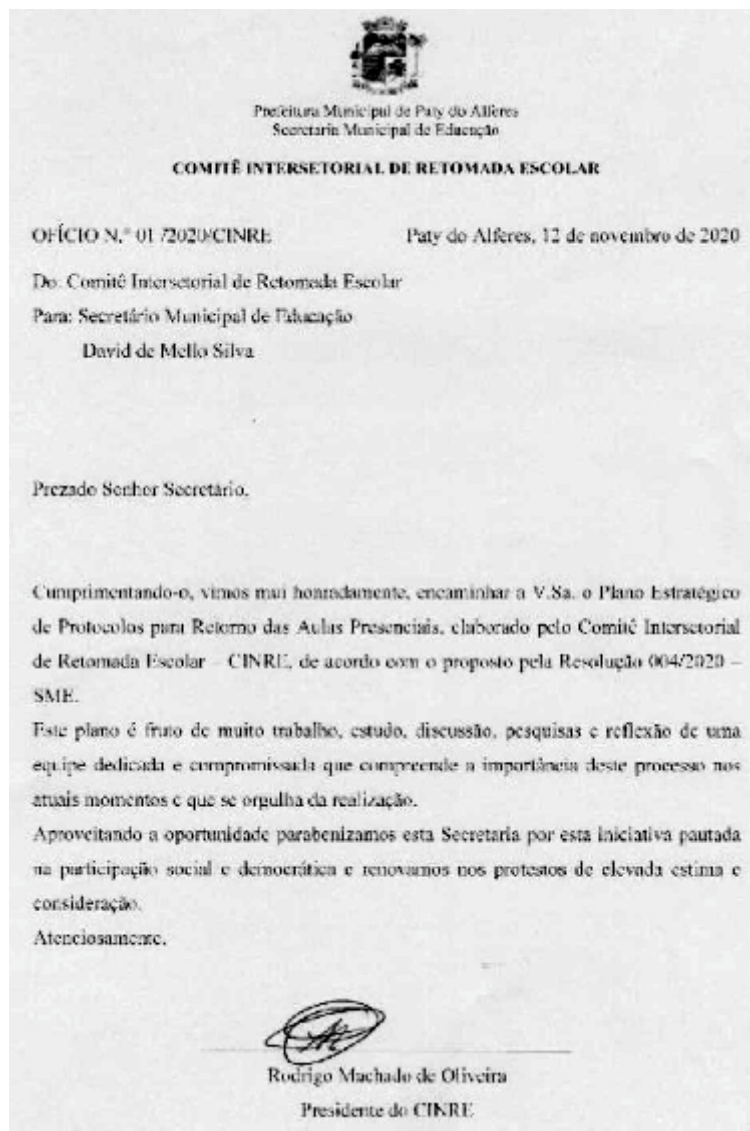 Prefeitura Municipal de Paty do Alferes
Secretaria Municipal de Educação
COMITÊ INTERSETORIAL DE RETOMADA ESCOLAR
OFÍCIO N.º 01 /2020/CINRE Paty do Alferes, 12 de novembro de 2020
Do: Comitê Intersetorial de Retomada Escolar
Para: Secretário Municipal de Educação
David de Mello Silva
Prezado Senhor Secretário,
Cumprimentando-o, vimos mui honradamente, encaminhar a V.Sa. o Plano Estratégico
de Protocolos para Retorno das Aulas Presenciais, elaborado pelo Comitê Intersetorial
de Retomada Escolar – CINRE, de acordo com o proposto pela Resolução 004/2020 –
SME.
Este plano é fruto de muito trabalho, estudo, discussão, pesquisas e reflexão de uma
equipe dedicada e compromissada que compreende a importância deste processo nos
atuais momentos e que se orgulha da realização.
Aproveitando a oportunidade parabenizamos esta Secretaria por esta iniciativa pautada
na participação social e democrática e renovamos nos protestos de elevada estima e
consideração.
Atenciosamente,
Rodrigo Machado de Oliveira
Presidente do CINRE